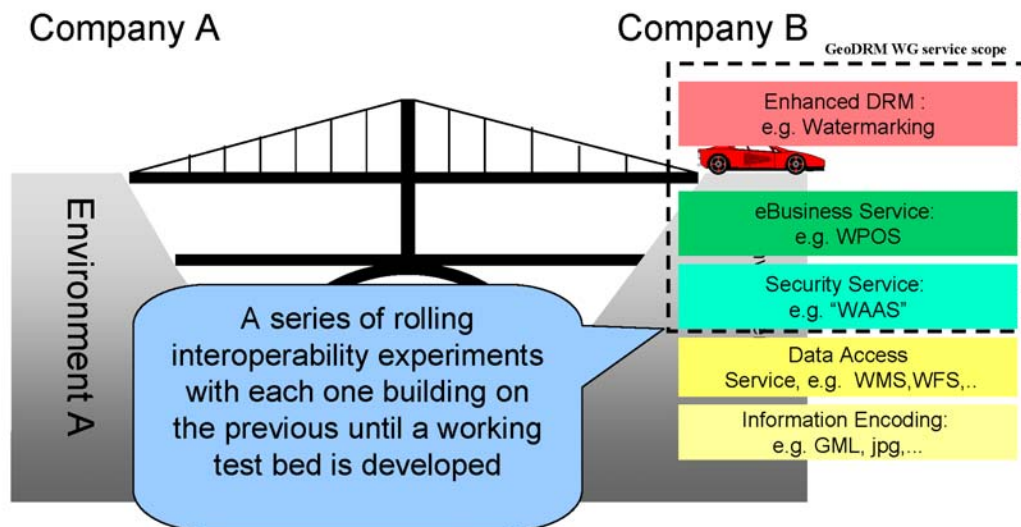 Company A
Company B
GeoDRM WG service scope
Enhanced DRM :
e.g. Watermarking
eBusiness Service:
e.g. WPOS
Security Service:
e.g. “WAAS”
Data Access
Service, e.g. WMS,WFS,..
Information Encoding:
e.g. GML, jpg,...
Environment A
A series of rolling
interoperability experiments
with each one building on
the previous until a working
test bed is developed